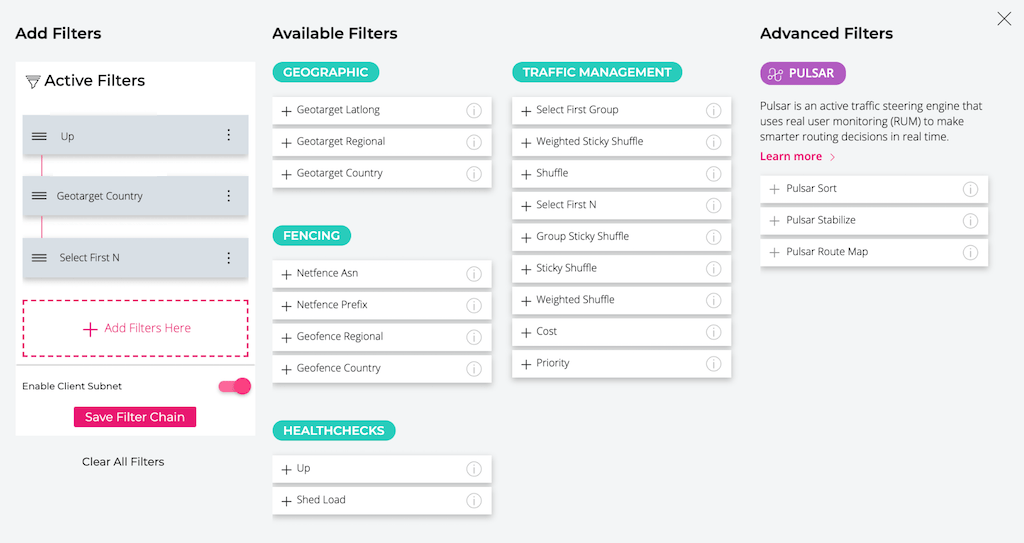 Add Filters
Active Filters
Up
Geotarget Country
Select First N
Add Filters Here
Enable Client Subnet
Save Filter Chain
Clear All Filters
Available Filters
GEOGRAPHIC
Geotarget Latlong
Geotarget Regional
Geotarget Country
FENCING
Netfence Asn
Netfence Prefix
Geofence Regional
Geofence Country
HEALTHCHECKS
Up
Shed Load
TRAFFIC MANAGEMENT
Select First Group
Weighted Sticky Shuffle
Shuffle
Select First N
Group Sticky Shuffle
Sticky Shuffle
Weighted Shuffle
Cost
Priority
Advanced Filters
PULSAR
Pulsar is an active traffic steering engine that
uses real user monitoring (RUM) to make
smarter routing decisions in real time.
Learn more
Pulsar Sort
Pulsar Stabilize
Pulsar Route Map